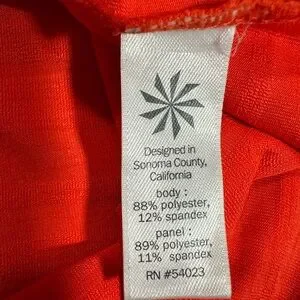 Designed in
Sonoma County,
California
body :
88% polyester,
12% spandex
panel :
89% polyester,
11% spandex
RN #54023